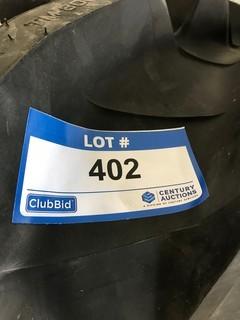 LOT #
402
ClubBid
CENTURY
AUCTIONS